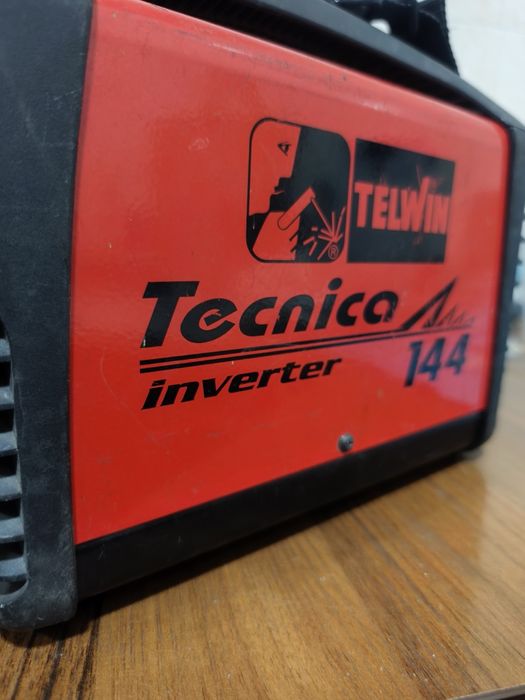 TELWIN
®
Tecnica
inverter 144